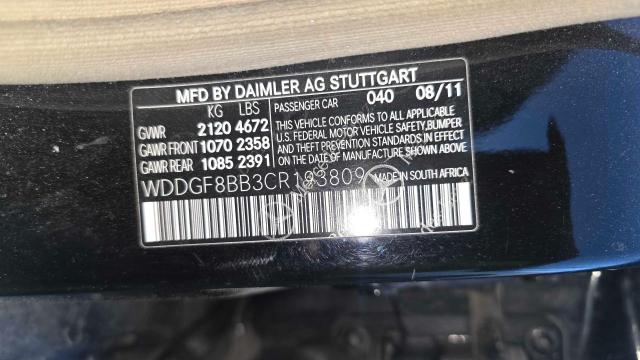 MFD BY DAIMLER AG STUTTGART
KG LBS PASSENGER CAR 040 08/11
GVWR 2120 4672
GAWR FRONT 1070 2358
GAWR REAR 1085 2391
THIS VEHICLE CONFORMS TO ALL APPLICABLE
U.S. FEDERAL MOTOR VEHICLE SAFETY, BUMPER
AND THEFT PREVENTION STANDARDS IN EFFECT
ON THE DATE OF MANUFACTURE SHOWN ABOVE.
WDDGF8BB3CR193809 MADE IN SOUTH AFRICA